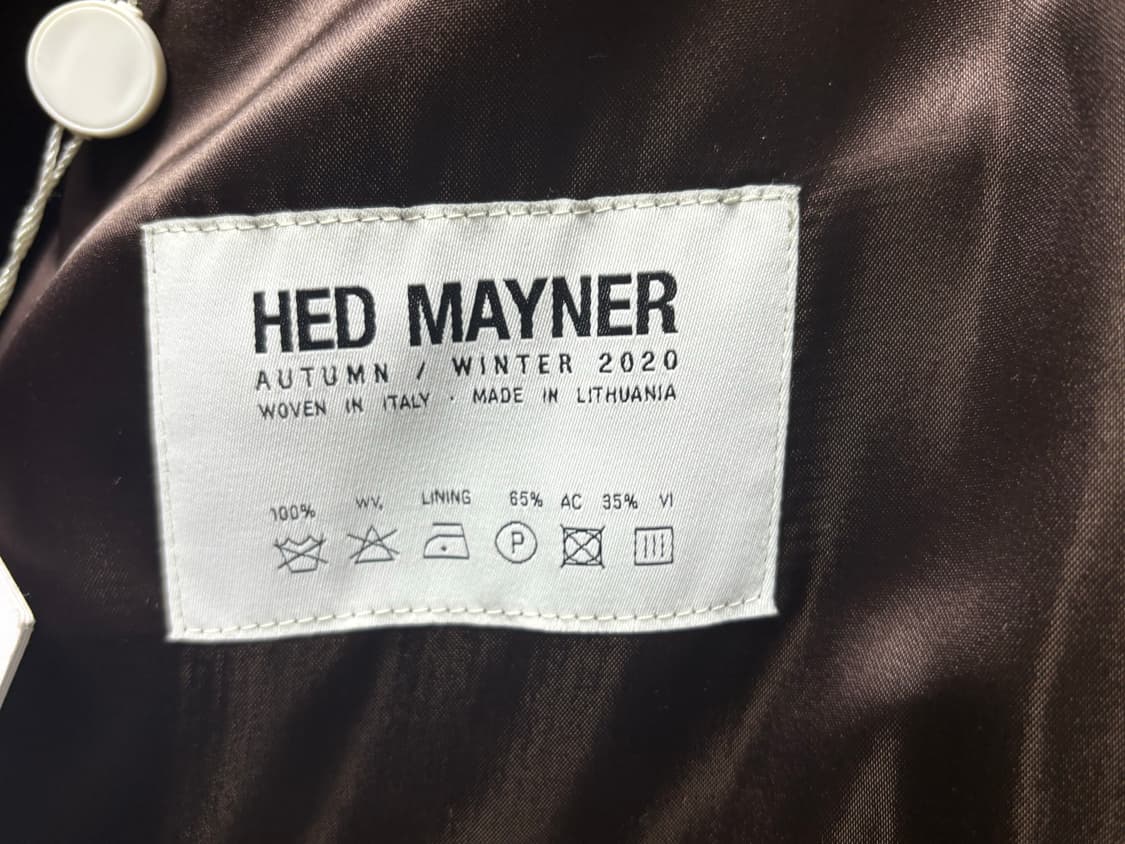 HED MAYNER
AUTUMN / WINTER 2020
WOVEN IN ITALY · MADE IN LITHUANIA
100% WV, LINING 65% AC 35% VI
P